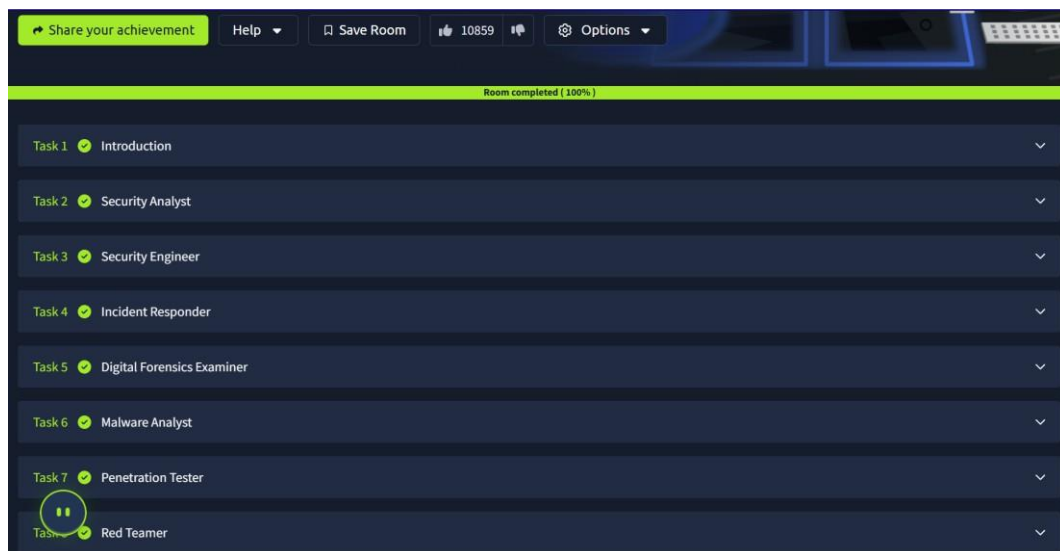 Share your achievement Help Save Room 10859 Options
Room completed ( 100% )
Task 1 Introduction
Task 2 Security Analyst
Task 3 Security Engineer
Task 4 Incident Responder
Task 5 Digital Forensics Examiner
Task 6 Malware Analyst
Task 7 Penetration Tester
Task Red Teamer